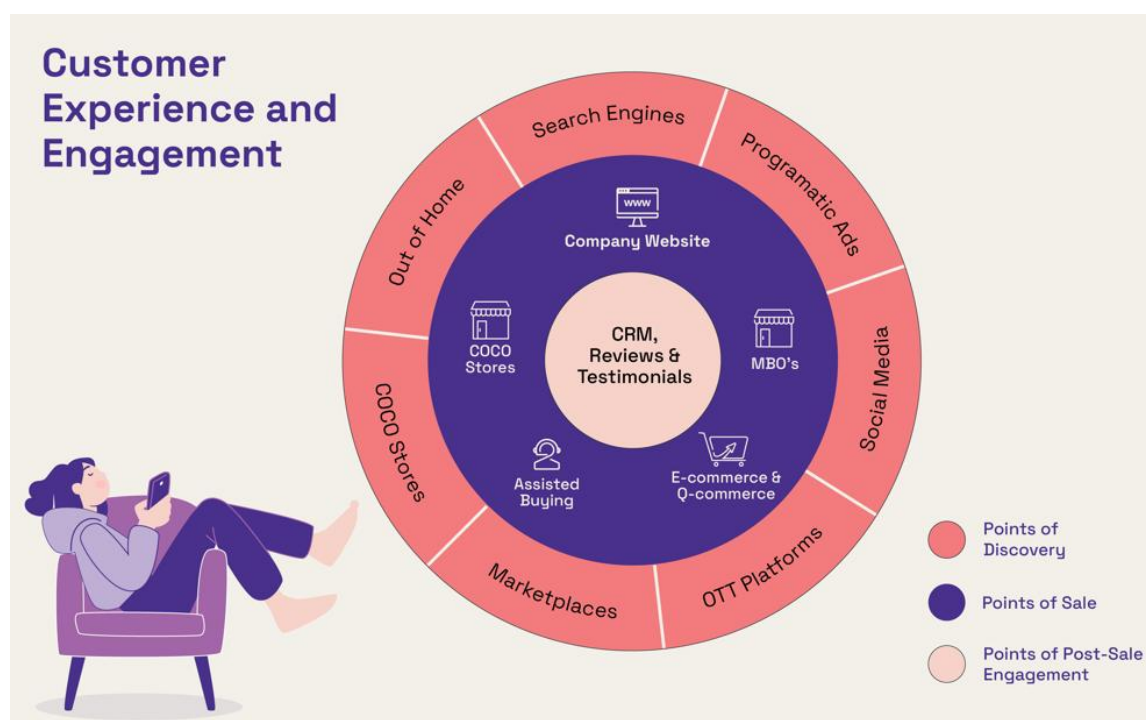 Customer
Experience and
Engagement
Search Engines
Programatic Ads
Social Media
OTT Platforms
Marketplaces
COCO Stores
Out of Home
www
Company Website
MBO's
E-commerce &
Q-commerce
Assisted
Buying
COCO
Stores
CRM,
Reviews &
Testimonials
Points of
Discovery
Points of Sale
Points of Post-Sale
Engagement